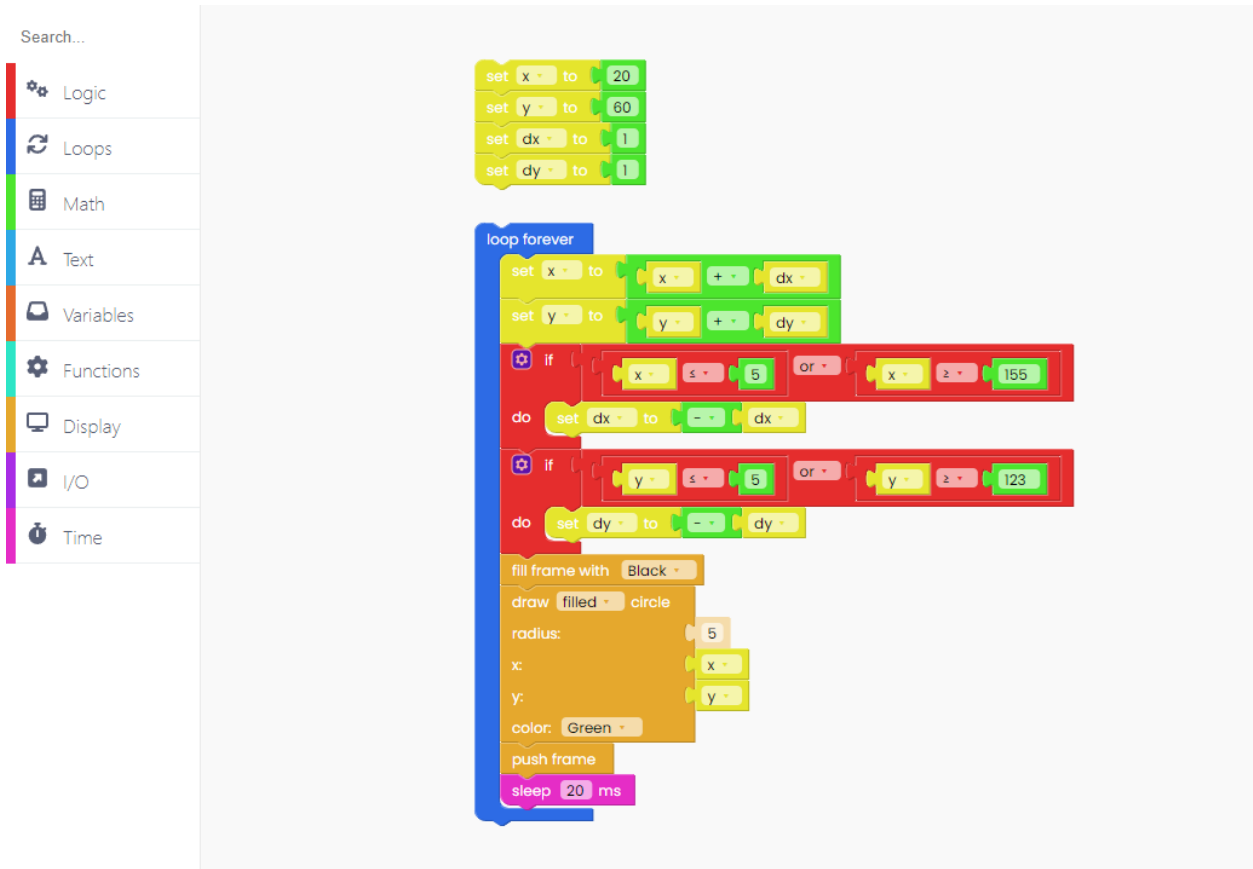 Search...
Logic
Loops
Math
Text
Variables
Functions
Display
I/O
Time
set x to 20
set y to 60
set dx to 1
set dy to 1
loop forever
set x to x + dx
set y to y + dy
if x ≤ 5 or x ≥ 155
do set dx to - dx
if y ≤ 5 or y ≥ 123
do set dy to - dy
fill frame with Black
draw filled circle
radius: 5
x: x
y: y
color: Green
push frame
sleep 20 ms